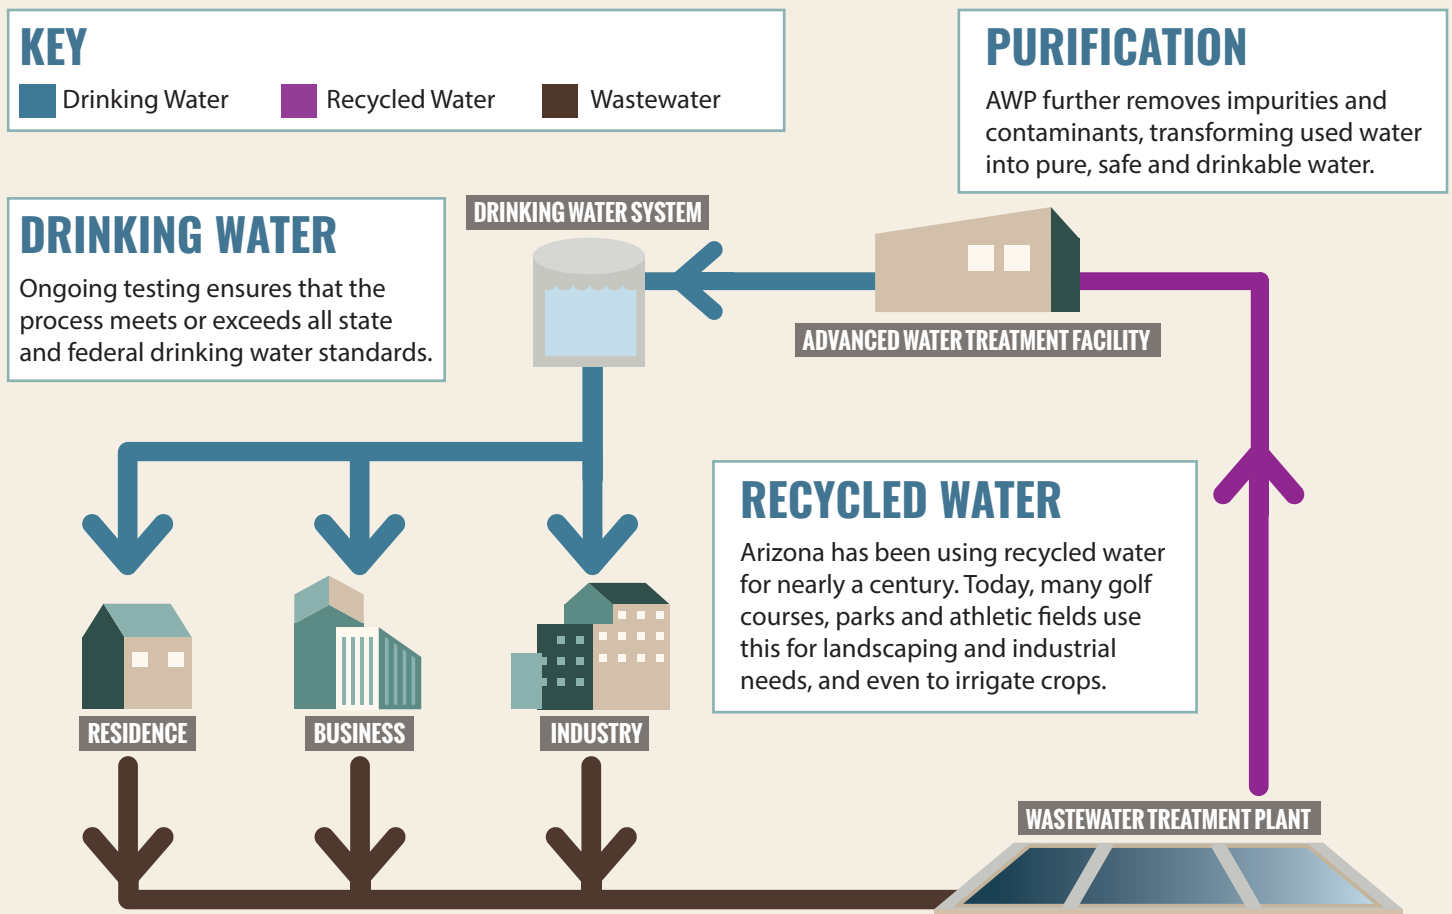 KEY
Drinking Water
Recycled Water
Wastewater
PURIFICATION
AWP further removes impurities and
contaminants, transforming used water
into pure, safe and drinkable water.
DRINKING WATER
Ongoing testing ensures that the
process meets or exceeds all state
and federal drinking water standards.
DRINKING WATER SYSTEM
ADVANCED WATER TREATMENT FACILITY
RECYCLED WATER
Arizona has been using recycled water
for nearly a century. Today, many golf
courses, parks and athletic fields use
this for landscaping and industrial
needs, and even to irrigate crops.
RESIDENCE
BUSINESS
INDUSTRY
WASTEWATER TREATMENT PLANT